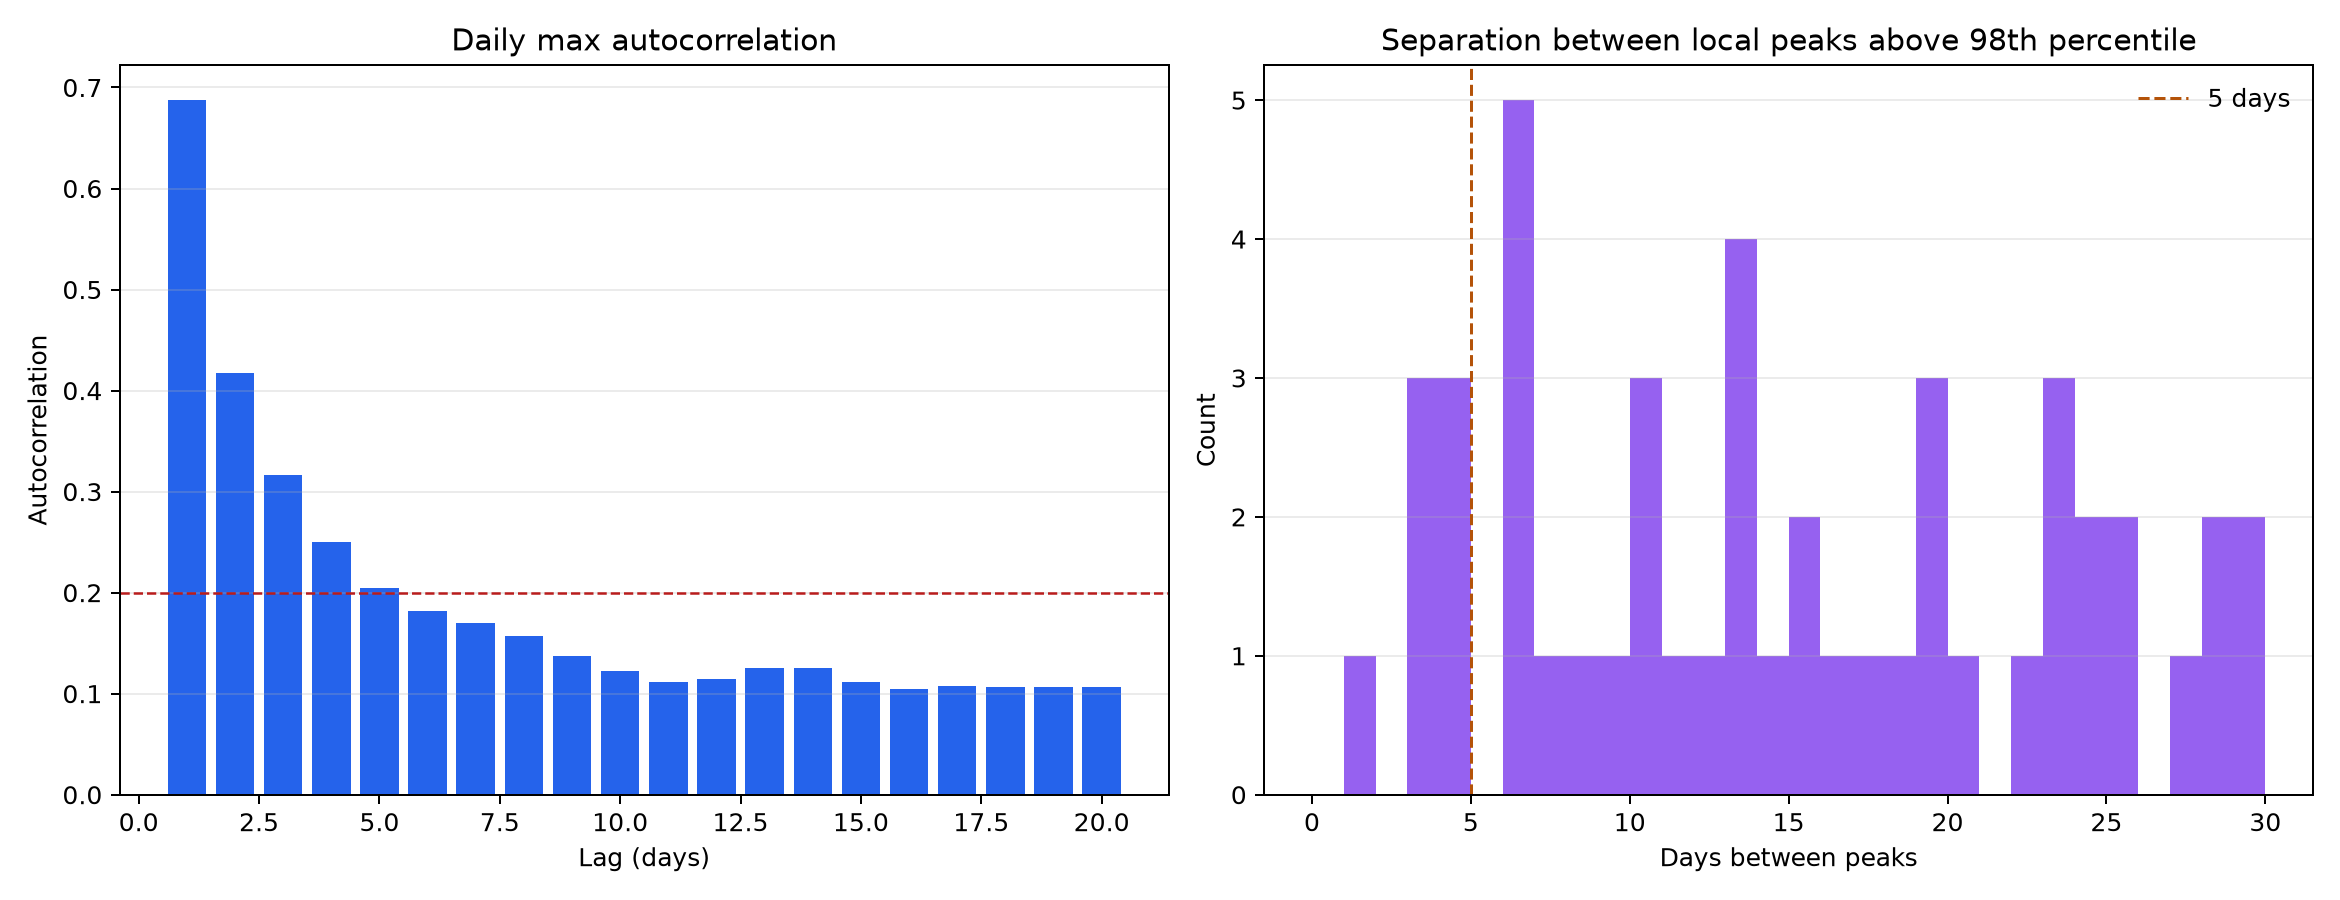 Daily max autocorrelation
0.7
0.6
0.5
0.4
0.3
0.2
0.1
0.0
Autocorrelation
0.0 2.5 5.0 7.5 10.0 12.5 15.0 17.5 20.0
Lag (days)
Separation between local peaks above 98th percentile
5 days
5
4
3
2
1
0
Count
0 5 10 15 20 25 30
Days between peaks